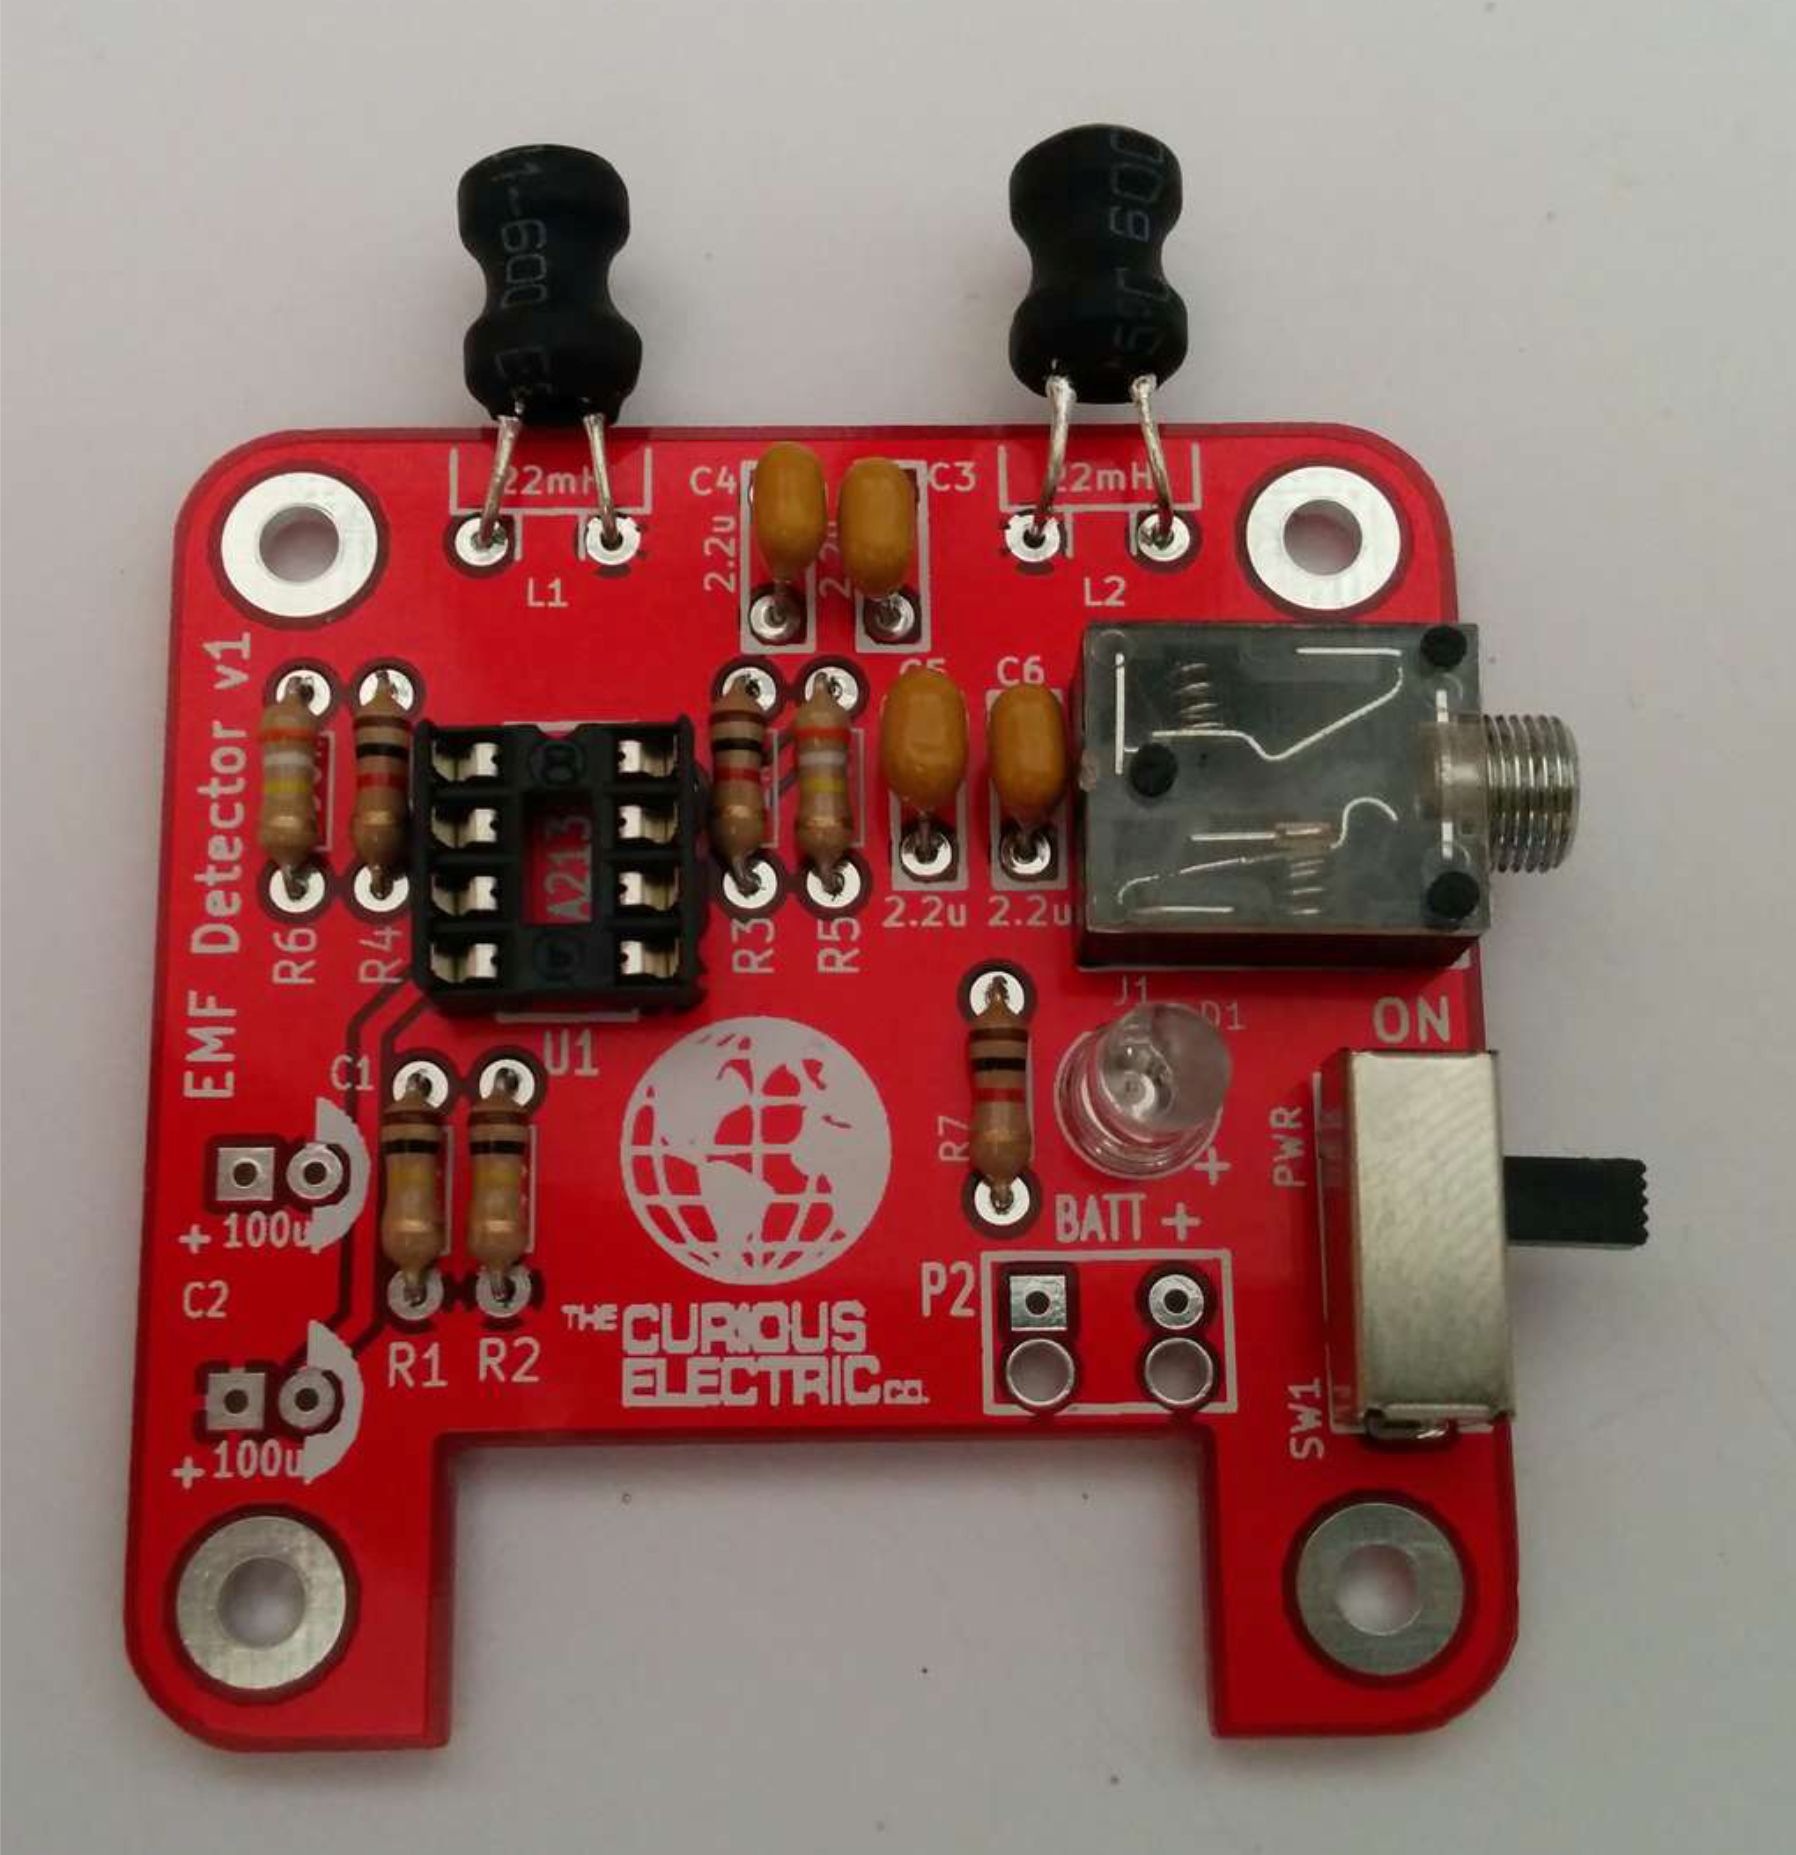 22mH
C4
C3
22mH
2.2u
L1
L2
EMF Detector v1
C6
A213
R6
R4
R3
R5
2.2u
2.2u
J1
D1
ON
U1
C1
R7
PWR
+
100u
+
BATT +
C2
P2
THE CURIOUS
ELECTRIC CO.
R1
R2
SW1
+
100u